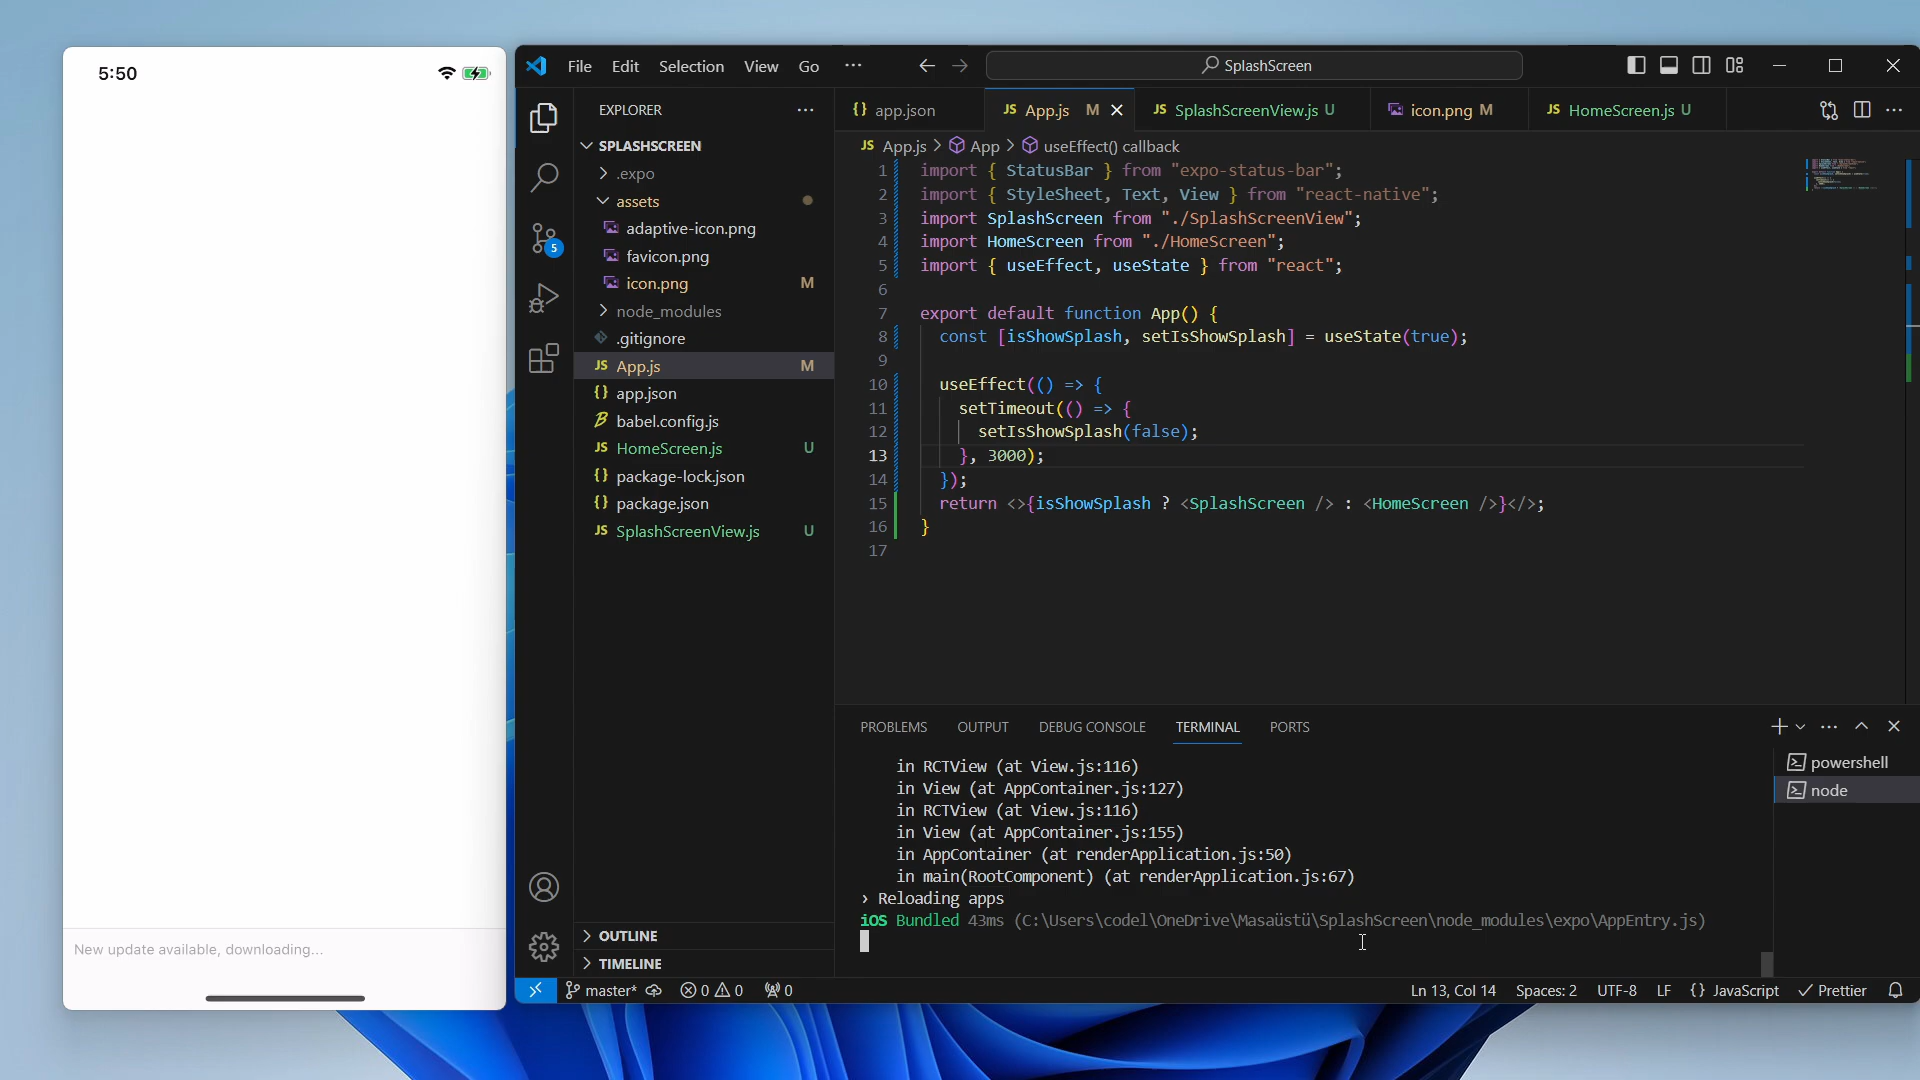 5:50
New update available, downloading...
File Edit Selection View Go ...
SplashScreen
EXPLORER
SPLASHSCREEN
.expo
assets
adaptive-icon.png
favicon.png
icon.png M
node_modules
.gitignore
JS App.js M
{} app.json
babel.config.js
JS HomeScreen.js U
{} package-lock.json
{} package.json
JS SplashScreenView.js U
OUTLINE
TIMELINE
5
{} app.json
JS App.js M
JS SplashScreenView.js U
icon.png M
JS HomeScreen.js U
JS App.js > App > useEffect() callback
1 import { StatusBar } from "expo-status-bar";
2 import { StyleSheet, Text, View } from "react-native";
3 import SplashScreen from "./SplashScreenView";
4 import HomeScreen from "./HomeScreen";
5 import { useEffect, useState } from "react";
6
7 export default function App() {
8 const [isShowSplash, setIsShowSplash] = useState(true);
9
10 useEffect(() => {
11 setTimeout(() => {
12 setIsShowSplash(false);
13 }, 3000);
14 });
15 return <>{isShowSplash ? <SplashScreen /> : <HomeScreen />}</>;
16 }
17
PROBLEMS OUTPUT DEBUG CONSOLE TERMINAL PORTS
in RCTView (at View.js:116)
in View (at AppContainer.js:127)
in RCTView (at View.js:116)
in View (at AppContainer.js:155)
in AppContainer (at renderApplication.js:50)
in main(RootComponent) (at renderApplication.js:67)
› Reloading apps
iOS Bundled 43ms (C:\Users\codel\OneDrive\Masaüstü\SplashScreen\node_modules\expo\AppEntry.js)
powershell
node
master* 0 0 0 Ln 13, Col 14 Spaces: 2 UTF-8 LF {} JavaScript Prettier